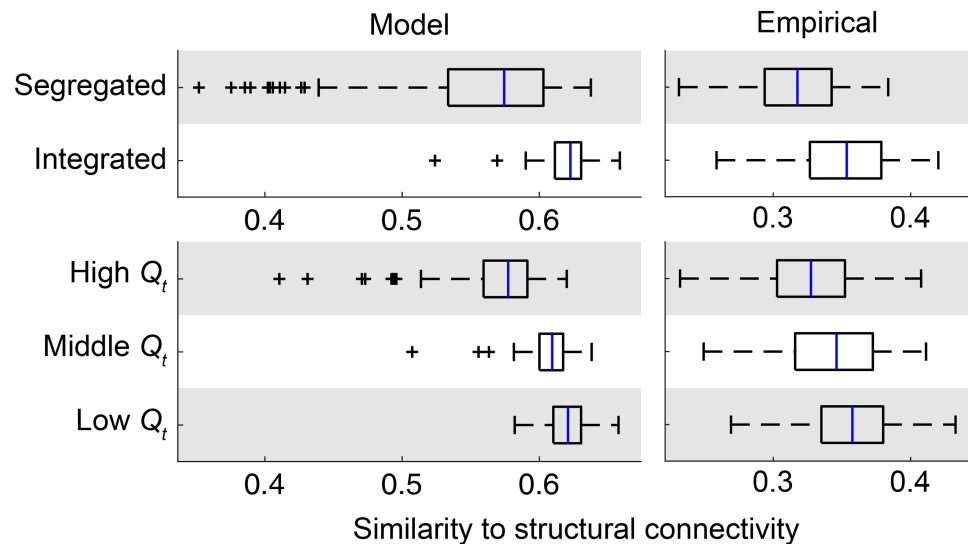 Model Empirical
Segregated
Integrated
0.4 0.5 0.6 0.3 0.4
High Qt
Middle Qt
Low Qt
0.4 0.5 0.6 0.3 0.4
Similarity to structural connectivity